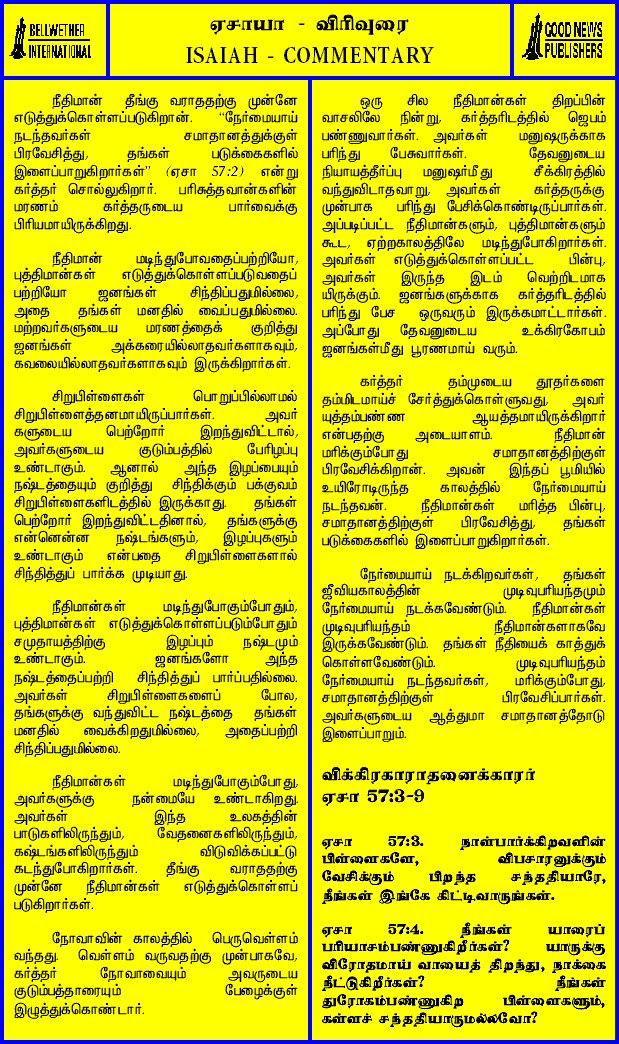 BELLWETHER
INTERNATIONAL
ஏசாயா - விரிவுரை
ISAIAH - COMMENTARY
GOOD NEWS
PUBLISHERS
நீதிமான் தீங்கு வராததற்கு முன்னே
எடுத்துக்கொள்ளப்படுகிறான். “நேர்மையாய்
நடந்தவர்கள் சமாதானத்துக்குள்
பிரவேசித்து, தங்கள் படுக்கைகளில்
இளைப்பாறுகிறார்கள்” (ஏசா 57:2) என்று
கர்த்தர் சொல்லுகிறார். பரிசுத்தவான்களின்
மரணம் கர்த்தருடைய பார்வைக்கு
பிரியமாயிருக்கிறது.
நீதிமான் மடிந்துபோவதைப்பற்றியோ,
புத்திமான்கள் எடுத்துக்கொள்ளப்படுவதைப்
பற்றியோ ஜனங்கள் சிந்திப்பதுமில்லை,
அதை தங்கள் மனதில் வைப்பதுமில்லை.
மற்றவர்களுடைய மரணத்தைக் குறித்து
ஜனங்கள் அக்கரையில்லாதவர்களாகவும்,
கவலையில்லாதவர்களாகவும் இருக்கிறார்கள்.
சிறுபிள்ளைகள் பொறுப்பில்லாமல்
சிறுபிள்ளைத்தனமாயிருப்பார்கள். அவர்
களுடைய பெற்றோர் இறந்துவிட்டால்,
அவர்களுடைய குடும்பத்தில் பேரிழப்பு
உண்டாகும். ஆனால் அந்த இழப்பையும்
நஷ்டத்தையும் குறித்து சிந்திக்கும் பக்குவம்
சிறுபிள்ளைகளிடத்தில் இருக்காது. தங்கள்
பெற்றோர் இறந்துவிட்டதினால், தங்களுக்கு
என்னென்ன நஷ்டங்களும், இழப்புகளும்
உண்டாகும் என்பதை சிறுபிள்ளைகளால்
சிந்தித்துப் பார்க்க முடியாது.
நீதிமான்கள் மடிந்துபோகும்போதும்,
புத்திமான்கள் எடுத்துக்கொள்ளப்படும்போதும்
சமுதாயத்திற்கு இழப்பும் நஷ்டமும்
உண்டாகும். ஜனங்களோ அந்த
நஷ்டத்தைப்பற்றி சிந்தித்துப் பார்ப்பதில்லை.
அவர்கள் சிறுபிள்ளைகளைப் போல,
தங்களுக்கு வந்துவிட்ட நஷ்டத்தை தங்கள்
மனதில் வைக்கிறதுமில்லை, அதைப்பற்றி
சிந்திப்பதுமில்லை.
நீதிமான்கள் மடிந்துபோகும்போது,
அவர்களுக்கு நன்மையே உண்டாகிறது.
அவர்கள் இந்த உலகத்தின்
பாடுகளிலிருந்தும், வேதனைகளிலிருந்தும்,
கஷ்டங்களிலிருந்தும் விடுவிக்கப்பட்டு
கடந்துபோகிறார்கள். தீங்கு வராததற்கு
முன்னே நீதிமான்கள் எடுத்துக்கொள்ளப்
படுகிறார்கள்.
நோவாவின் காலத்தில் பெருவெள்ளம்
வந்தது. வெள்ளம் வருவதற்கு முன்பாகவே,
கர்த்தர் நோவாவையும் அவருடைய
குடும்பத்தாரையும் பேழைக்குள்
இழுத்துக்கொண்டார்.
ஒரு சில நீதிமான்கள் திறப்பின்
வாசலிலே நின்று, கர்த்தரிடத்தில் ஜெபம்
பண்ணுவார்கள். அவர்கள் மனுஷருக்காக
பரிந்து பேசுவார்கள். தேவனுடைய
நியாயத்தீர்ப்பு மனுஷர்மீது சீக்கிரத்தில்
வந்துவிடாதவாறு, அவர்கள் கர்த்தருக்கு
முன்பாக பரிந்து பேசிக்கொண்டிருப்பார்கள்.
அப்படிப்பட்ட நீதிமான்களும், புத்திமான்களும்
கூட, ஏற்றகாலத்திலே மடிந்துபோகிறார்கள்.
அவர்கள் எடுத்துக்கொள்ளப்பட்ட பின்பு,
அவர்கள் இருந்த இடம் வெற்றிடமாக
யிருக்கும். ஜனங்களுக்காக கர்த்தரிடத்தில்
பரிந்து பேச ஒருவரும் இருக்கமாட்டார்கள்.
அப்போது தேவனுடைய உக்கிரகோபம்
ஜனங்கள்மீது பூரணமாய் வரும்.
கர்த்தர் தம்முடைய தூதர்களை
தம்மிடமாய்ச் சேர்த்துக்கொள்ளுவது, அவர்
யுத்தம்பண்ண ஆயத்தமாயிருக்கிறார்
என்பதற்கு அடையாளம். நீதிமான்
மரிக்கும்போது சமாதானத்திற்குள்
பிரவேசிக்கிறான். அவன் இந்தப் பூமியில்
உயிரோடிருந்த காலத்தில் நேர்மையாய்
நடந்தவன். நீதிமான்கள் மரித்த பின்பு,
சமாதானத்திற்குள் பிரவேசித்து, தங்கள்
படுக்கைகளில் இளைப்பாறுகிறார்கள்.
நேர்மையாய் நடக்கிறவர்கள், தங்கள்
ஜீவியகாலத்தின் முடிவுபரியந்தமும்
நேர்மையாய் நடக்கவேண்டும். நீதிமான்கள்
முடிவுபரியந்தம் நீதிமான்களாகவே
இருக்கவேண்டும். தங்கள் நீதியைக் காத்துக்
கொள்ளவேண்டும். முடிவுபரியந்தம்
நேர்மையாய் நடந்தவர்கள், மரிக்கும்போது,
சமாதானத்திற்குள் பிரவேசிப்பார்கள்.
அவர்களுடைய ஆத்துமா சமாதானத்தோடு
இளைப்பாறும்.
விக்கிரகாராதனைக்காரர்
ஏசா 57:3-9
ஏசா 57:3. நாள்பார்க்கிறவளின்
பிள்ளைகளே, விபசாரனுக்கும்
வேசிக்கும் பிறந்த சந்ததியாரே,
நீங்கள் இங்கே கிட்டிவாருங்கள்.
ஏசா 57:4. நீங்கள் யாரைப்
பரியாசம்பண்ணுகிறீர்கள்? யாருக்கு
விரோதமாய் வாயைத் திறந்து, நாக்கை
நீட்டுகிறீர்கள்? நீங்கள்
துரோகம்பண்ணுகிற பிள்ளைகளும்,
கள்ளச் சந்ததியாருமல்லவோ?